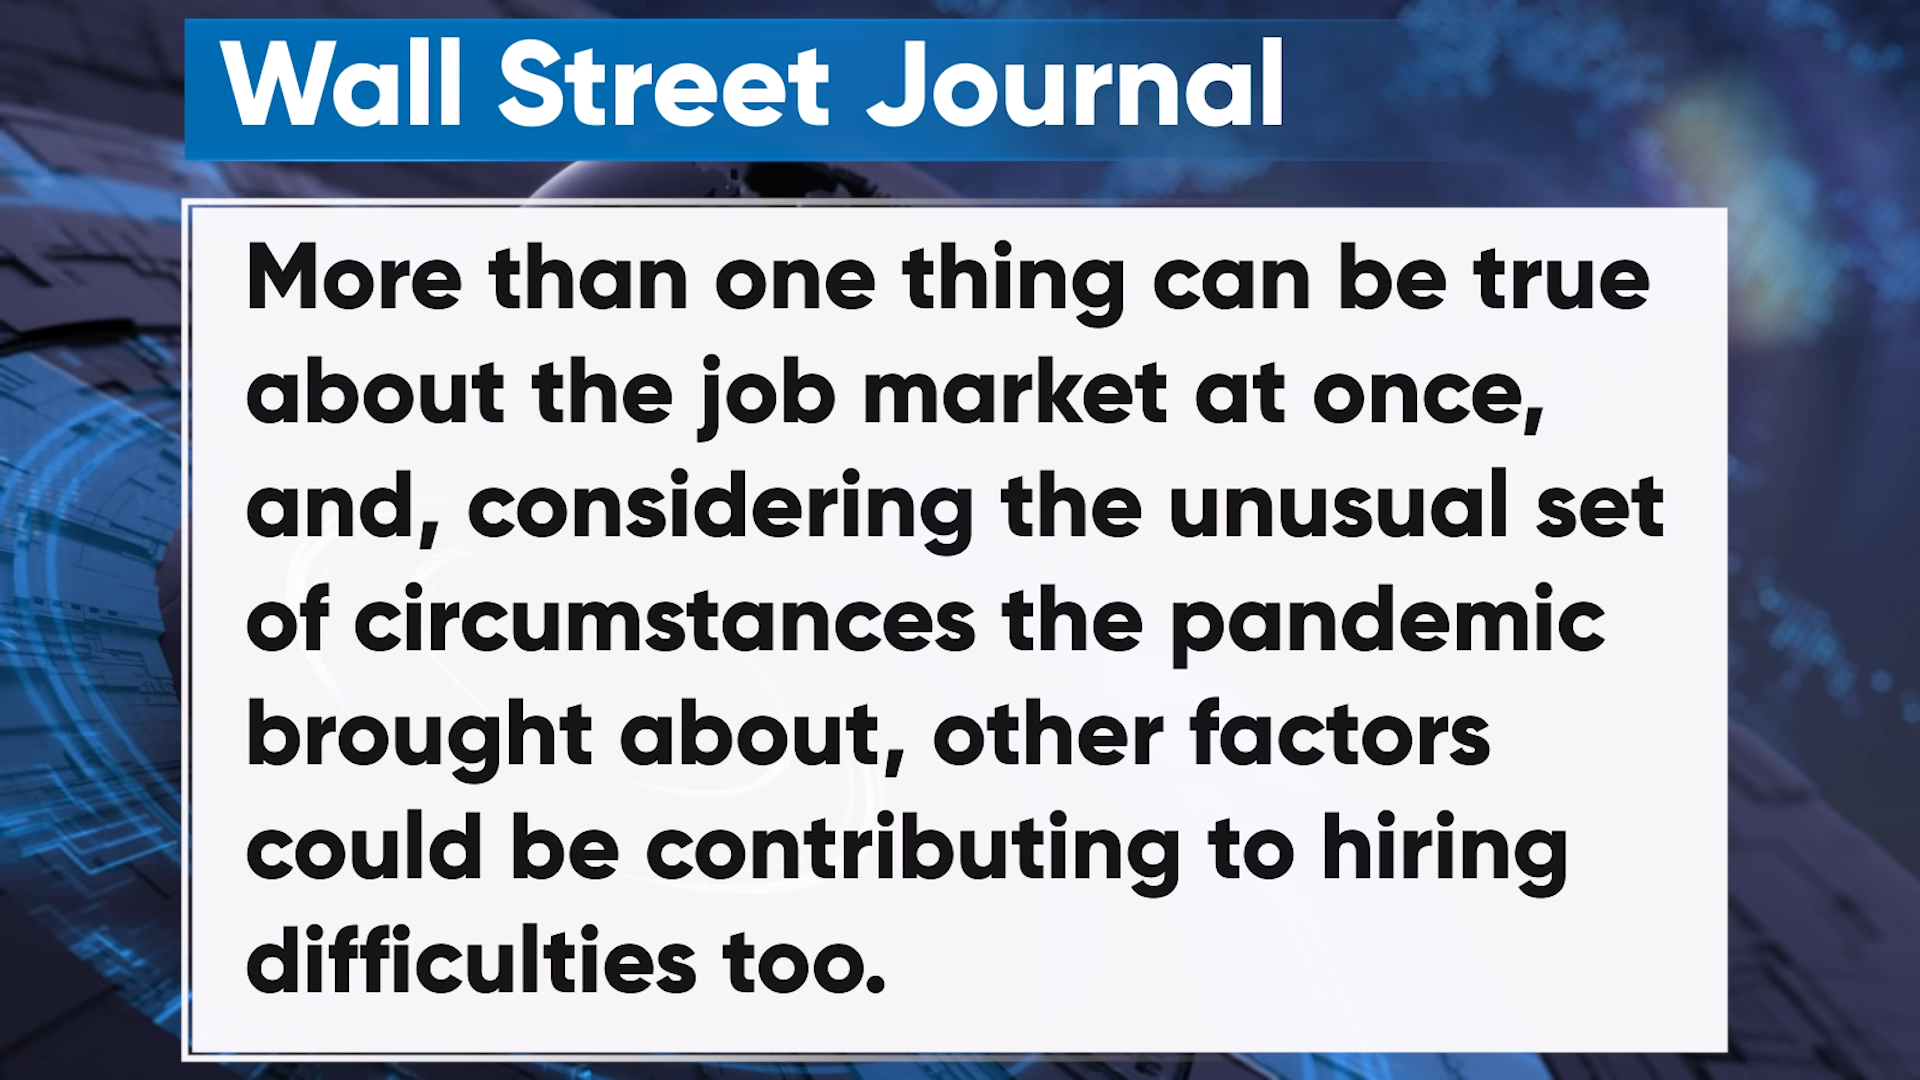 Wall Street Journal
More than one thing can be true
about the job market at once,
and, considering the unusual set
of circumstances the pandemic
brought about, other factors
could be contributing to hiring
difficulties too.